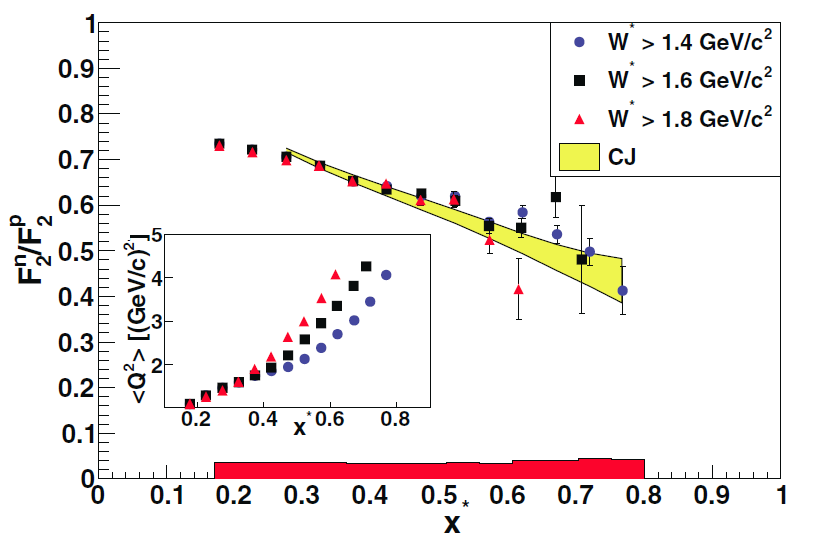 1
0.9
0.8
0.7
0.6
0.5
0.4
0.3
0.2
0.1
0
F₂ⁿ/F₂ᵖ
W* > 1.4 GeV/c²
W* > 1.6 GeV/c²
W* > 1.8 GeV/c²
CJ
5
4
3
2
<Q²> [(GeV/c)²]
0.2 0.4 0.6 0.8
x*
0 0.1 0.2 0.3 0.4 0.5 0.6 0.7 0.8 0.9 1
x*